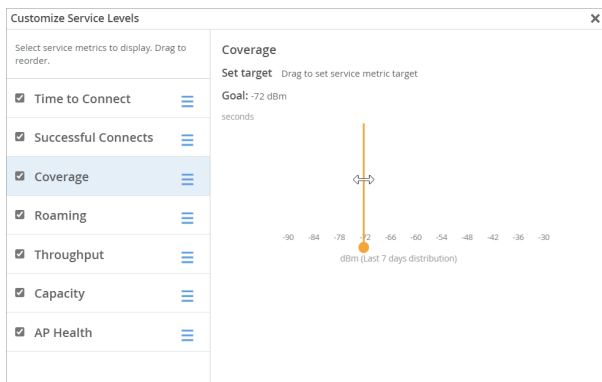 Customize Service Levels
Select service metrics to display. Drag to
reorder.
Time to Connect
Successful Connects
Coverage
Roaming
Throughput
Capacity
AP Health
Coverage
Set target Drag to set service metric target
Goal: -72 dBm
seconds
-90 -84 -78 -72 -66 -60 -54 -48 -42 -36 -30
dBm (Last 7 days distribution)